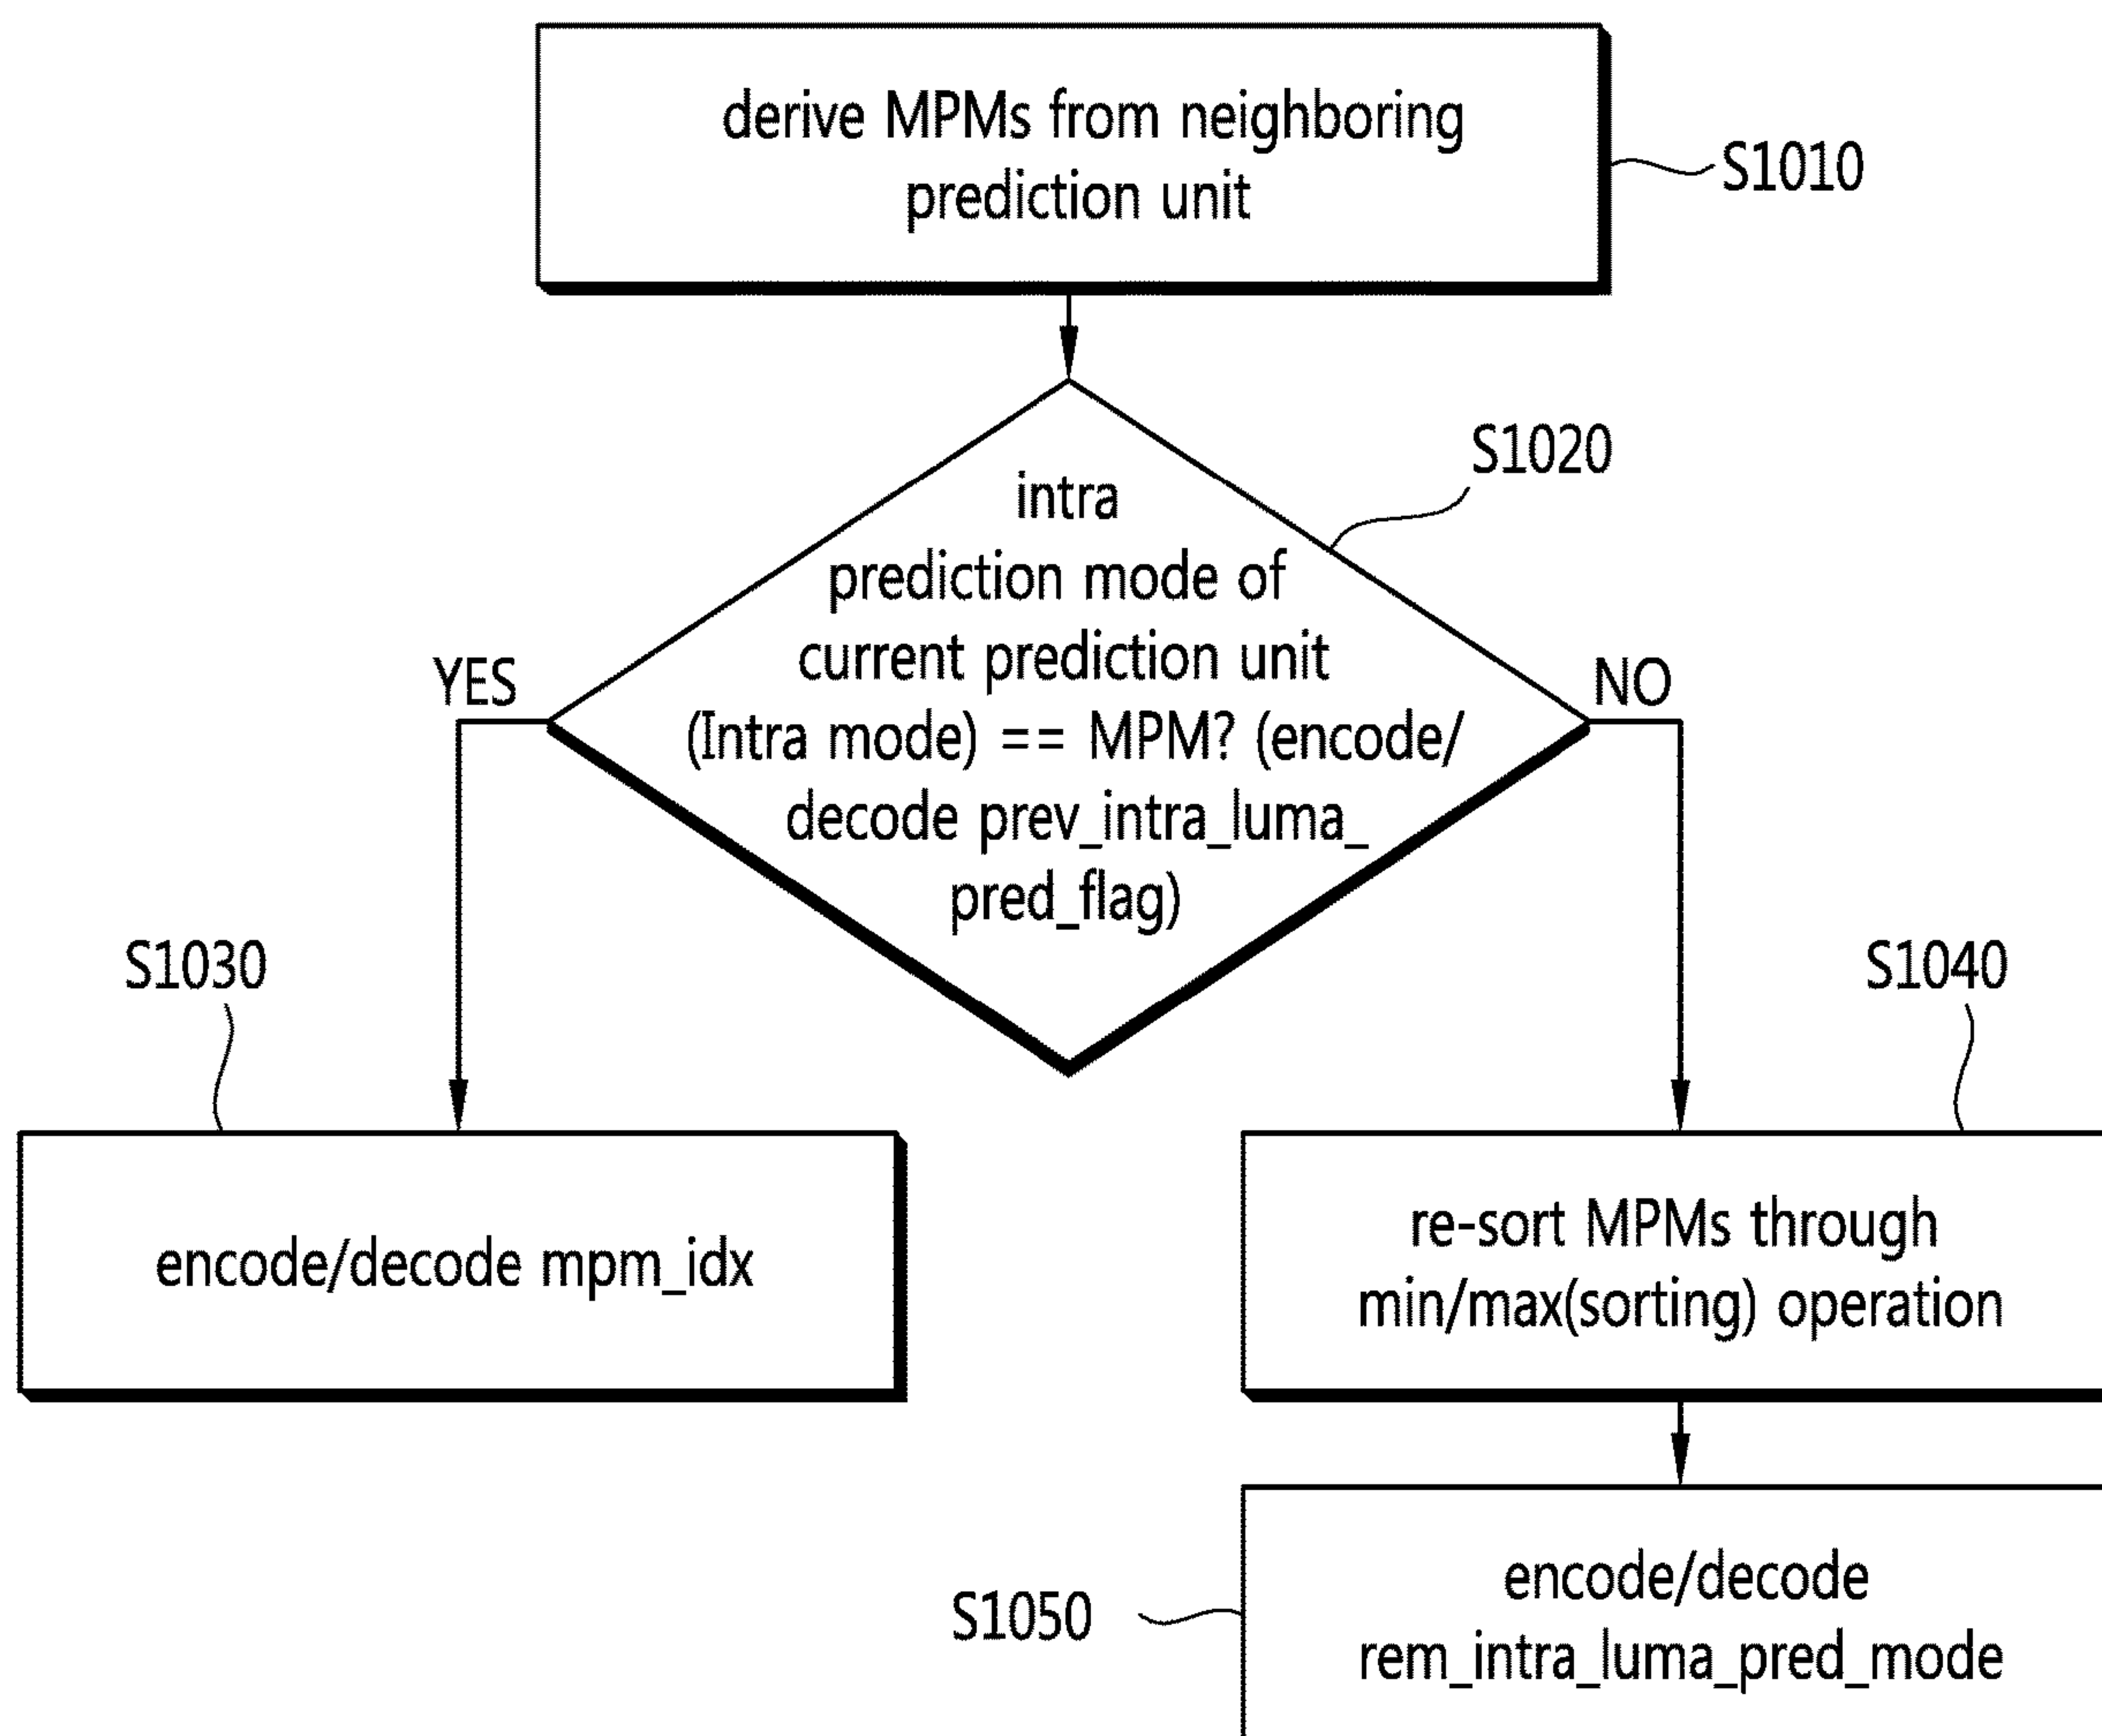 derive MPMs from neighboring
prediction unit
S1010
S1020
intra
prediction mode of
current prediction unit
(Intra mode) == MPM? (encode/
decode prev_intra_luma_
pred_flag)
YES
NO
S1030
S1040
encode/decode mpm_idx
re-sort MPMs through
min/max(sorting) operation
S1050
encode/decode
rem_intra_luma_pred_mode